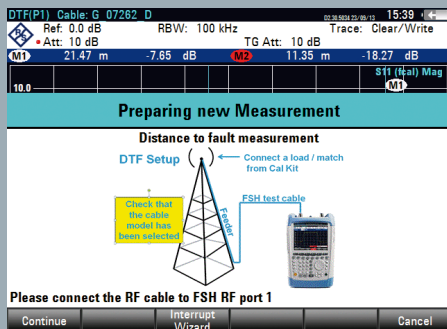 DTF(P1) Cable: G 07262 D 23/09/13 15:39
Ref: 0.0 dB RBW: 100 kHz Trace: Clear/Write
Att: 10 dB TG Att: 10 dB
M1 21.47 m -7.65 dB M2 11.35 m -18.27 dB
S11 (fcal) Mag
M1
10.0
Preparing new Measurement
Distance to fault measurement
DTF Setup
Connect a load / match
from Cal Kit
Check that
the cable
model has
been selected
Feeder
FSH test cable
Please connect the RF cable to FSH RF port 1
Continue Interrupt Wizard Cancel